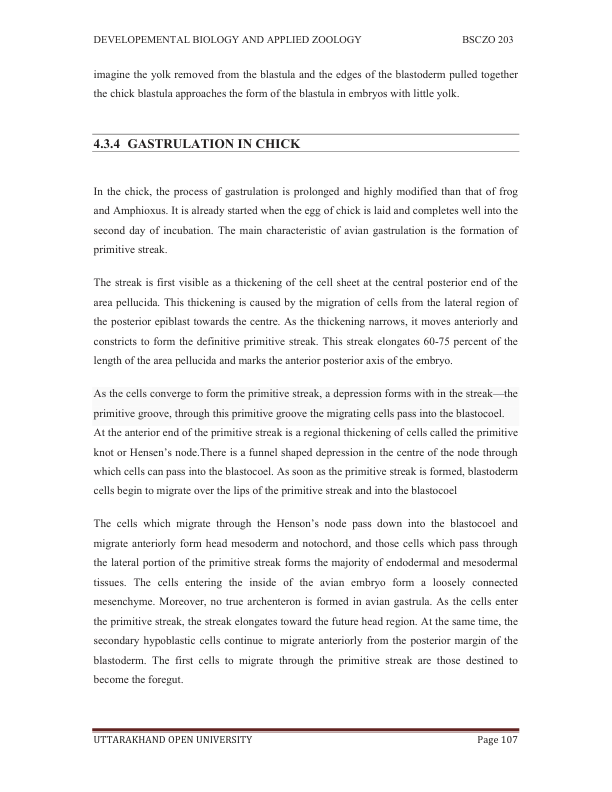 DEVELOPEMENTAL BIOLOGY AND APPLIED ZOOLOGY BSCZO 203
imagine the yolk removed from the blastula and the edges of the blastoderm pulled together
the chick blastula approaches the form of the blastula in embryos with little yolk.
4.3.4 GASTRULATION IN CHICK
In the chick, the process of gastrulation is prolonged and highly modified than that of frog
and Amphioxus. It is already started when the egg of chick is laid and completes well into the
second day of incubation. The main characteristic of avian gastrulation is the formation of
primitive streak.
The streak is first visible as a thickening of the cell sheet at the central posterior end of the
area pellucida. This thickening is caused by the migration of cells from the lateral region of
the posterior epiblast towards the centre. As the thickening narrows, it moves anteriorly and
constricts to form the definitive primitive streak. This streak elongates 60-75 percent of the
length of the area pellucida and marks the anterior posterior axis of the embryo.
As the cells converge to form the primitive streak, a depression forms with in the streak—the
primitive groove, through this primitive groove the migrating cells pass into the blastocoel.
At the anterior end of the primitive streak is a regional thickening of cells called the primitive
knot or Hensen’s node.There is a funnel shaped depression in the centre of the node through
which cells can pass into the blastocoel. As soon as the primitive streak is formed, blastoderm
cells begin to migrate over the lips of the primitive streak and into the blastocoel
The cells which migrate through the Henson’s node pass down into the blastocoel and
migrate anteriorly form head mesoderm and notochord, and those cells which pass through
the lateral portion of the primitive streak forms the majority of endodermal and mesodermal
tissues. The cells entering the inside of the avian embryo form a loosely connected
mesenchyme. Moreover, no true archenteron is formed in avian gastrula. As the cells enter
the primitive streak, the streak elongates toward the future head region. At the same time, the
secondary hypoblastic cells continue to migrate anteriorly from the posterior margin of the
blastoderm. The first cells to migrate through the primitive streak are those destined to
become the foregut.
UTTARAKHAND OPEN UNIVERSITY Page 107